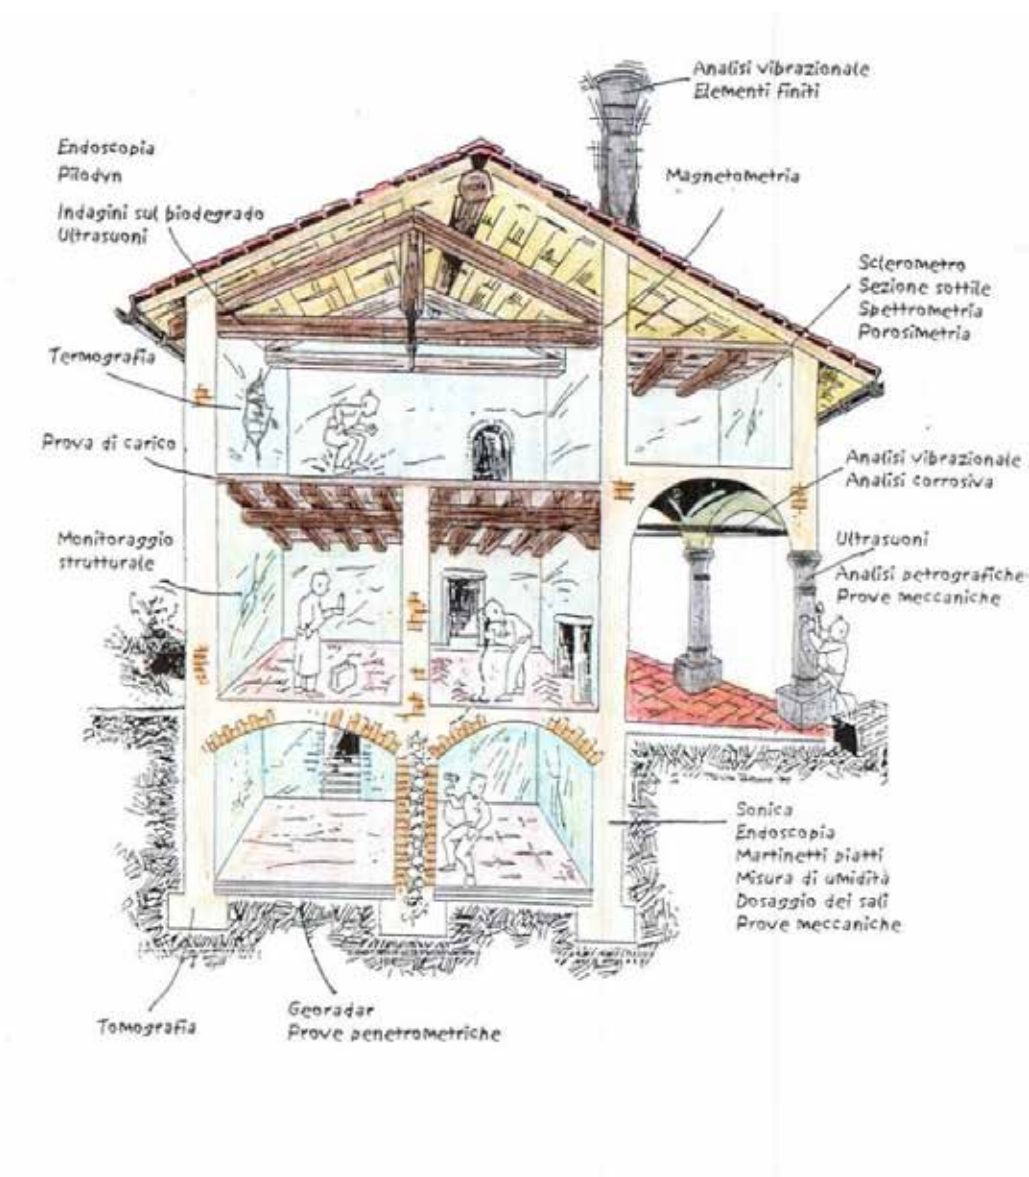 Analisi vibrazionale
Elementi finiti
Endoscopia
Pilodyn
Indagini sul biodegrado
Ultrasuoni
Magnetometria
Sclerometro
Sezione sottile
Spettrometria
Porosimetria
Termografia
Prova di carico
Analisi vibrazionale
Analisi corrosiva
Monitoraggio
strutturale
Ultrasuoni
Analisi petrografiche
Prove meccaniche
Sonica
Endoscopia
Martinetti piatti
Misura di umidità
Dosaggio dei sali
Prove meccaniche
Tomografia
Georadar
Prove penetrometriche